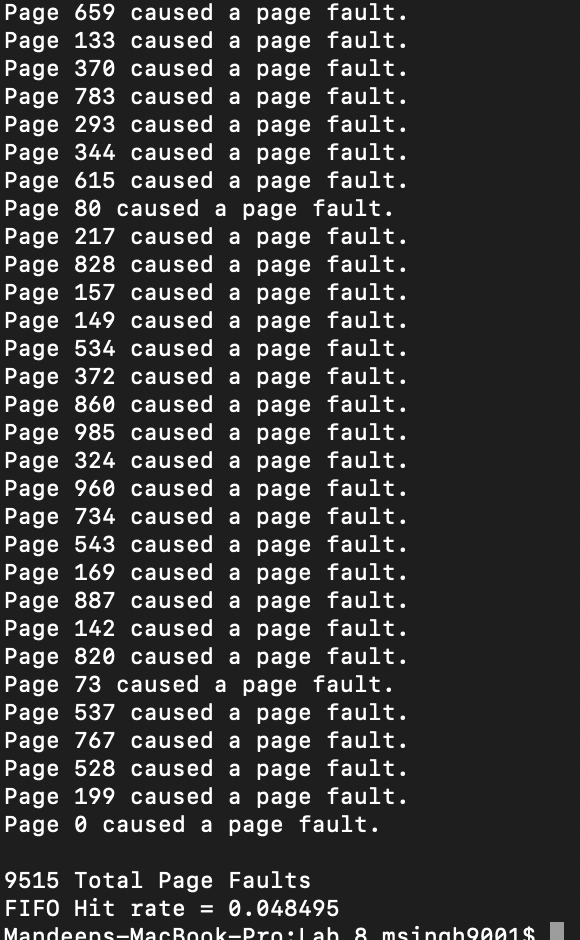 Page 659 caused a page fault.
Page 133 caused a page fault.
Page 370 caused a page fault.
Page 783 caused a page fault.
Page 293 caused a page fault.
Page 344 caused a page fault.
Page 615 caused a page fault.
Page 80 caused a page fault.
Page 217 caused a page fault.
Page 828 caused a page fault.
Page 157 caused a page fault.
Page 149 caused a page fault.
Page 534 caused a page fault.
Page 372 caused a page fault.
Page 860 caused a page fault.
Page 985 caused a page fault.
Page 324 caused a page fault.
Page 960 caused a page fault.
Page 734 caused a page fault.
Page 543 caused a page fault.
Page 169 caused a page fault.
Page 887 caused a page fault.
Page 142 caused a page fault.
Page 820 caused a page fault.
Page 73 caused a page fault.
Page 537 caused a page fault.
Page 767 caused a page fault.
Page 528 caused a page fault.
Page 199 caused a page fault.
Page 0 caused a page fault.
9515 Total Page Faults
FIFO Hit rate = 0.048495
Mandeeps-MacBook-Pro:Lab 8 msingh9001$